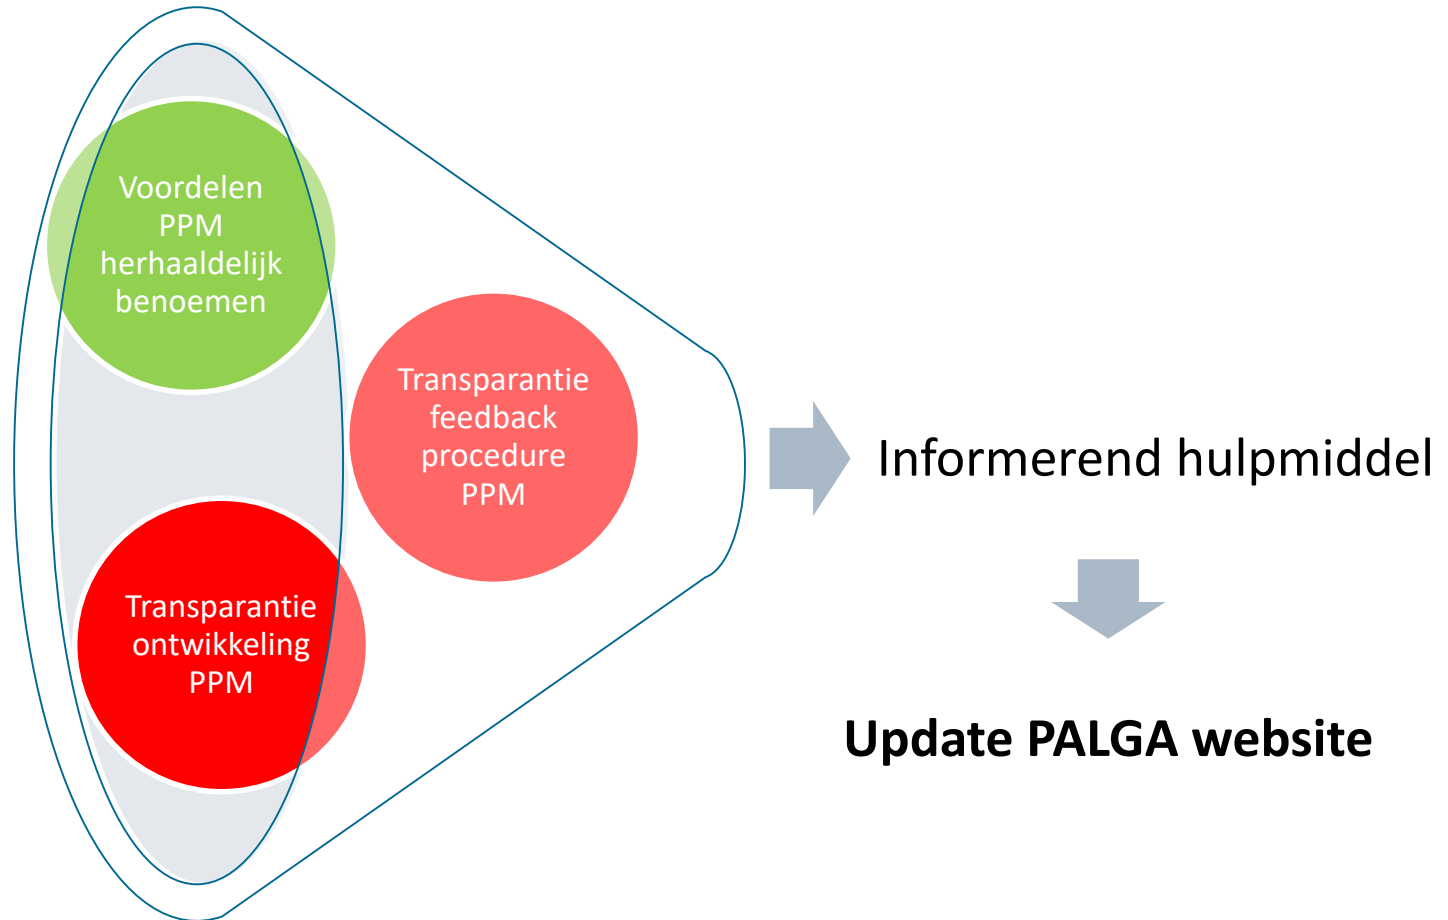 Voordelen
PPM
herhaaldelijk
benoemen
Transparantie
feedback
procedure
PPM
Transparantie
ontwikkeling
PPM
Informerend hulpmiddel
Update PALGA website